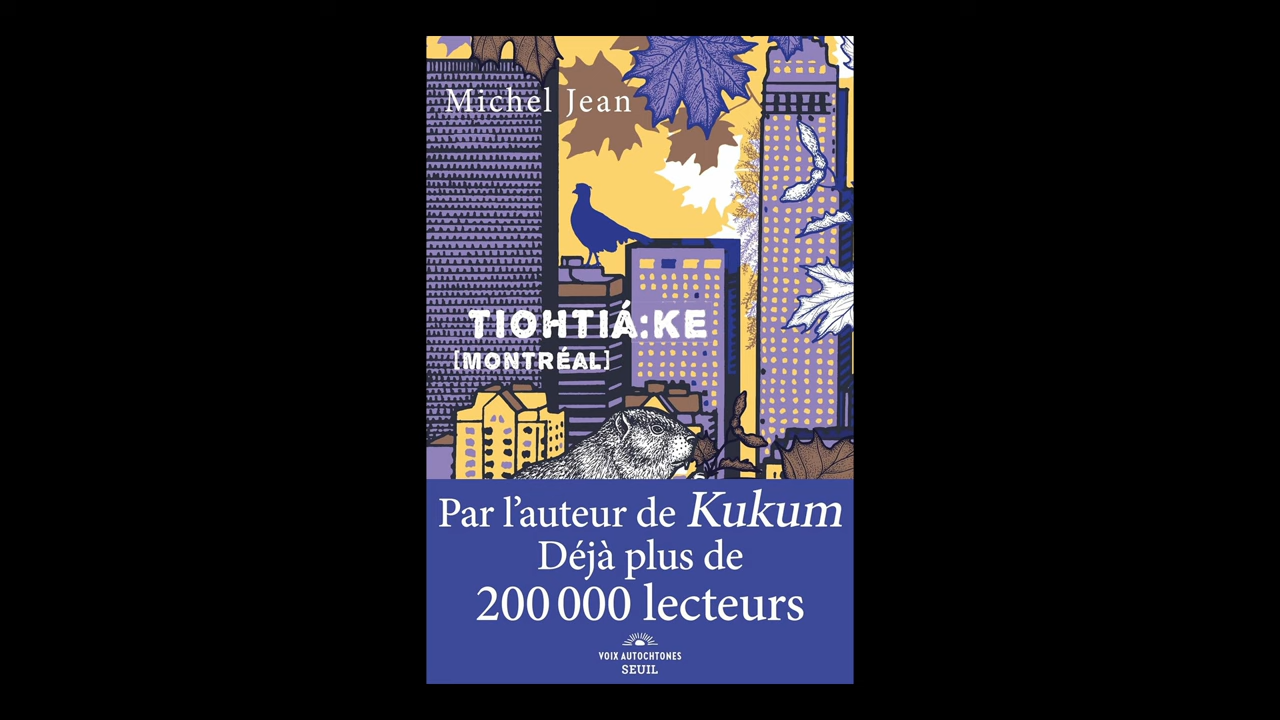 Michel Jean
TIOHTIÁ:KE
[MONTRÉAL]
Par l’auteur de Kukum
Déjà plus de
200 000 lecteurs
VOIX AUTOCHTONES
SEUIL